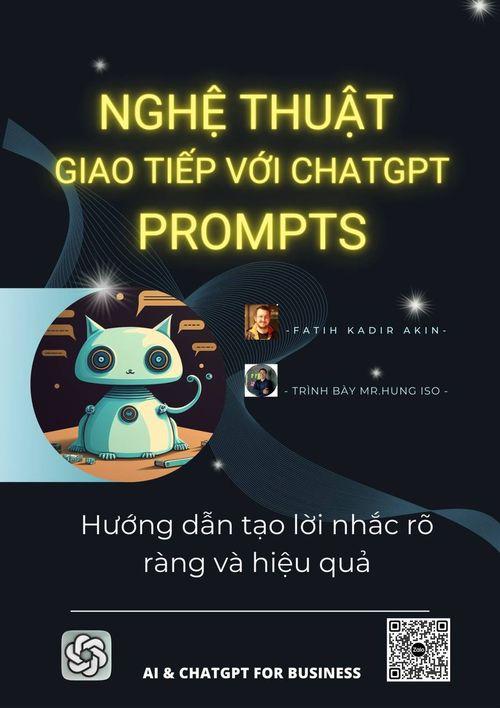 NGHỆ THUẬT
GIAO TIẾP VỚI CHATGPT
PROMPTS
-FATIH KADIR AKIN-
- TRÌNH BÀY MR.HUNG ISO -
Hướng dẫn tạo lời nhắc rõ
ràng và hiệu quả
Zalo
AI & CHATGPT FOR BUSINESS